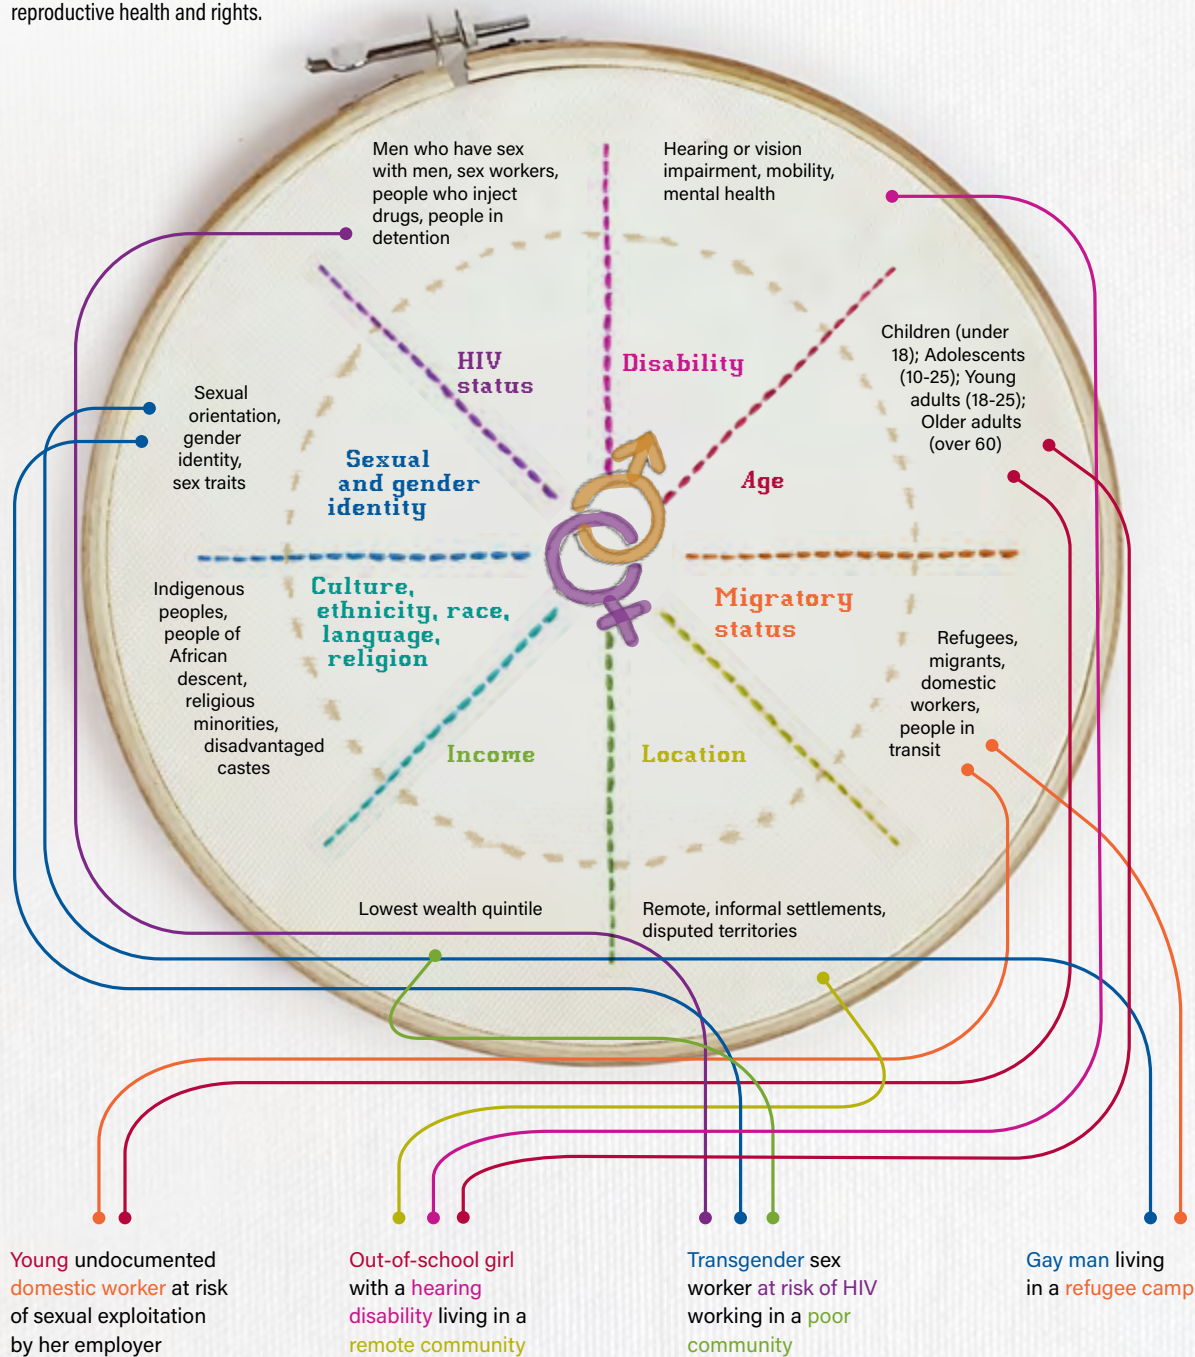 reproductive health and rights.
Men who have sex
with men, sex workers,
people who inject
drugs, people in
detention
Hearing or vision
impairment, mobility,
mental health
HIV
status
Disability
Children (under
18); Adolescents
(10-25); Young
adults (18-25);
Older adults
(over 60)
Sexual
orientation,
gender
identity,
sex traits
Sexual
and gender
identity
Age
Indigenous
peoples,
people of
African
descent,
religious
minorities,
disadvantaged
castes
Culture,
ethnicity, race,
language,
religion
Migratory
status
Refugees,
migrants,
domestic
workers,
people in
transit
Income
Location
Lowest wealth quintile
Remote, informal settlements,
disputed territories
Young undocumented
domestic worker at risk
of sexual exploitation
by her employer
Out-of-school girl
with a hearing
disability living in a
remote community
Transgender sex
worker at risk of HIV
working in a poor
community
Gay man living
in a refugee camp